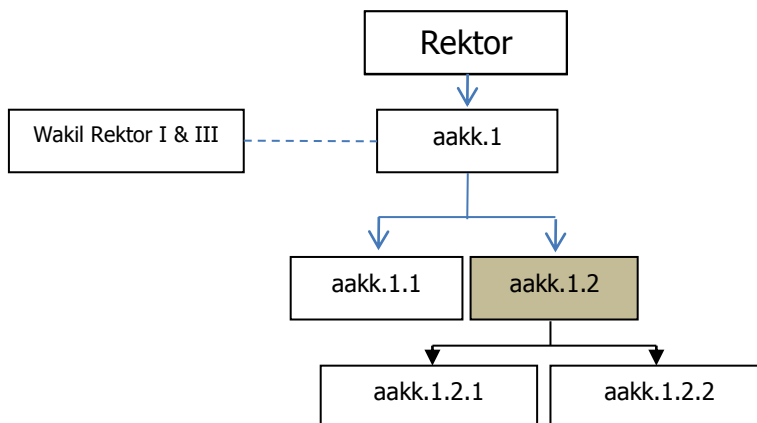 Rektor
Wakil Rektor I & III
aakk.1
aakk.1.1
aakk.1.2
aakk.1.2.1
aakk.1.2.2